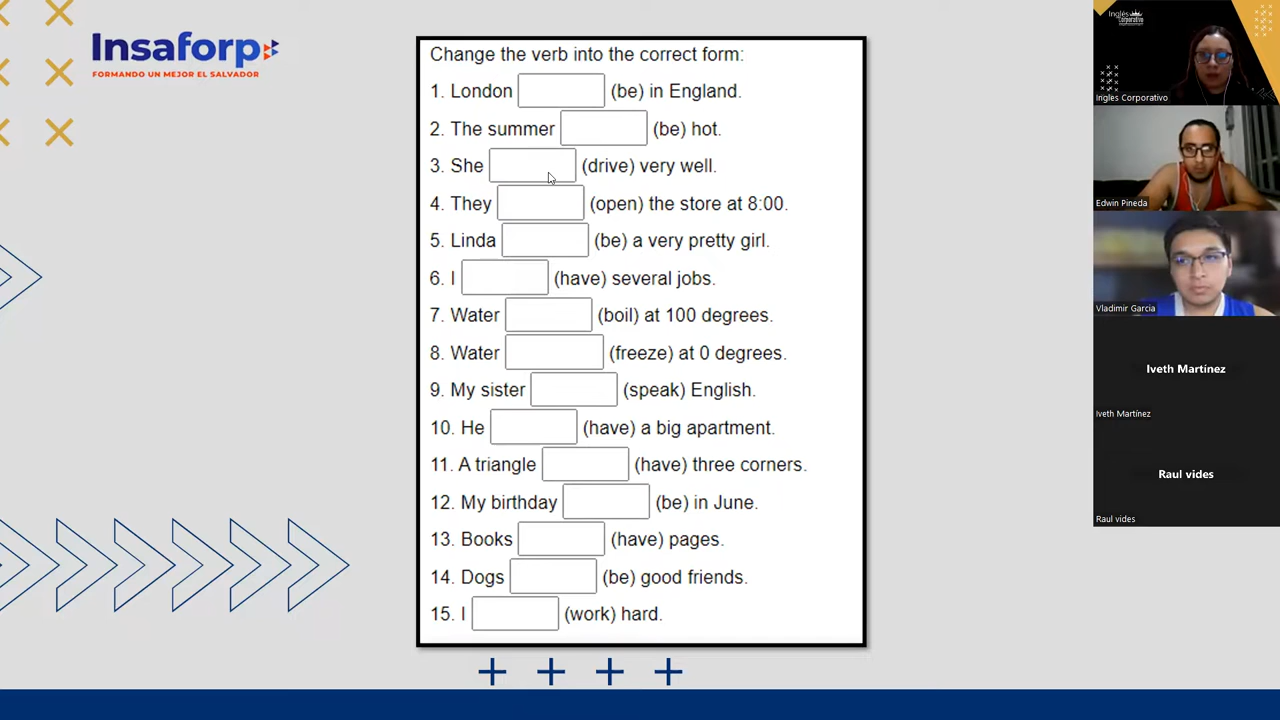 Insaforp
FORMANDO UN MEJOR EL SALVADOR
Change the verb into the correct form:
1. London (be) in England.
2. The summer (be) hot.
3. She (drive) very well.
4. They (open) the store at 8:00.
5. Linda (be) a very pretty girl.
6. I (have) several jobs.
7. Water (boil) at 100 degrees.
8. Water (freeze) at 0 degrees.
9. My sister (speak) English.
10. He (have) a big apartment.
11. A triangle (have) three corners.
12. My birthday (be) in June.
13. Books (have) pages.
14. Dogs (be) good friends.
15. I (work) hard.
Inglés
Corporativo
Ingles Corporativo
Edwin Pineda
Vladimir Garcia
Iveth Martínez
Iveth Martínez
Raul vides
Raul vides